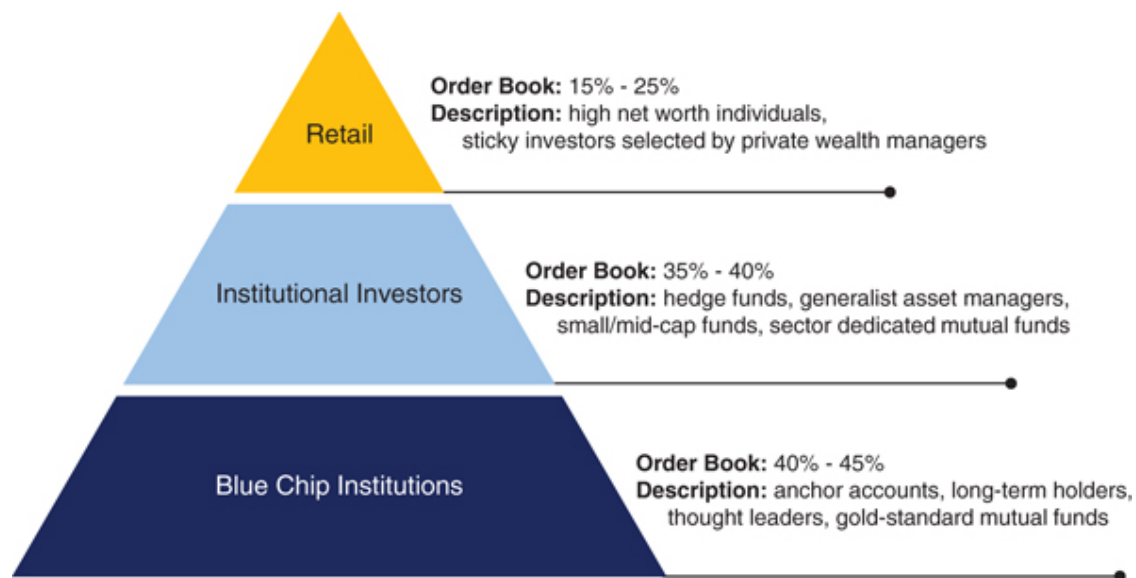 Retail
Order Book: 15% - 25%
Description: high net worth individuals,
sticky investors selected by private wealth managers
Institutional Investors
Order Book: 35% - 40%
Description: hedge funds, generalist asset managers,
small/mid-cap funds, sector dedicated mutual funds
Blue Chip Institutions
Order Book: 40% - 45%
Description: anchor accounts, long-term holders,
thought leaders, gold-standard mutual funds